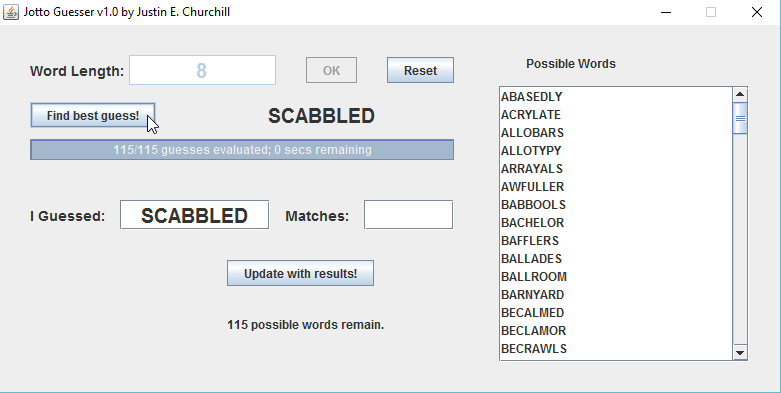 Jotto Guesser v1.0 by Justin E. Churchill
Word Length: 8 OK Reset
Find best guess! SCABBLED
115/115 guesses evaluated; 0 secs remaining
I Guessed: SCABBLED Matches:
Update with results!
115 possible words remain.
Possible Words
ABASEDLY
ACRYLATE
ALLOBARS
ALLOTYPY
ARRAYALS
AWFULLER
BABBOOLS
BACHELOR
BAFFLERS
BALLADES
BALLROOM
BARNYARD
BECALMED
BECLAMOR
BECRAWLS